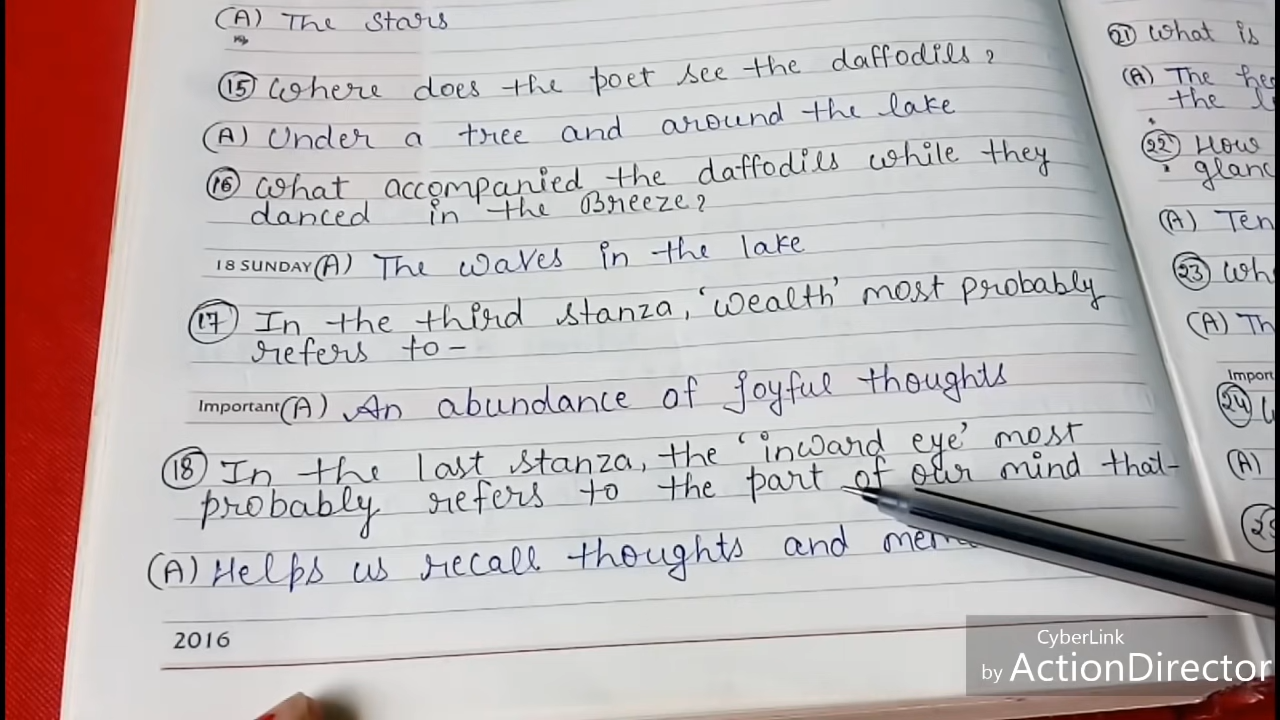 (A) The stars
(15) Where does the poet see the daffodils?
(A) Under a tree and around the lake
(16) What accompanied the daffodils while they
danced in the Breeze?
18 SUNDAY (A) The waves in the lake
(17) In the third stanza, 'wealth' most probably
refers to -
Important (A) An abundance of joyful thoughts
(18) In the last stanza, the 'inward eye' most
probably refers to the part of our mind that-
(A) Helps us recall thoughts and
2016
(21) What is
(A) The
the
(22) How
(A) Ten
(23)
(A)
(24)
(A)
CyberLink
by ActionDirector